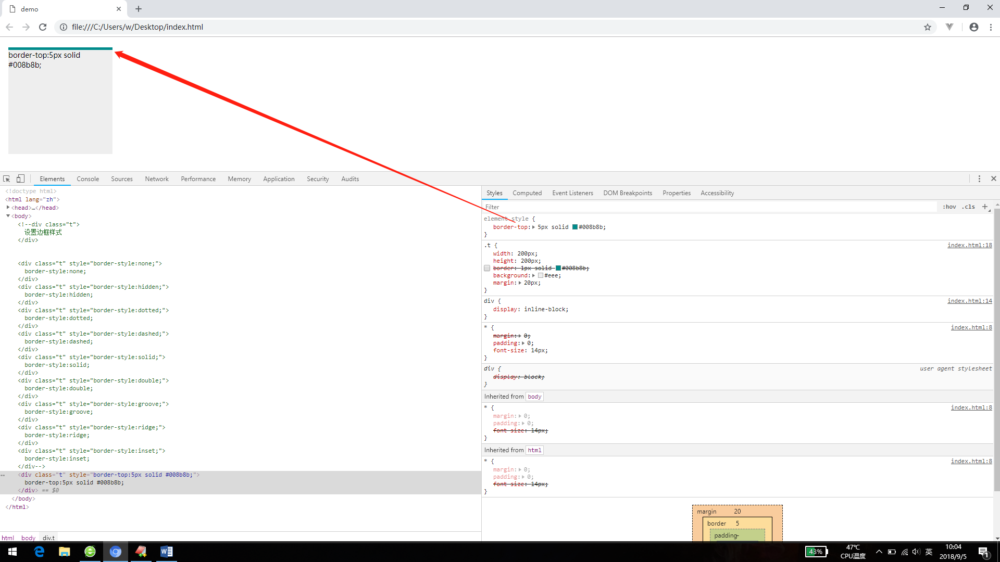 demo
file:///C:/Users/w/Desktop/index.html
border-top:5px solid
#008b8b;
Elements Console Sources Network Performance Memory Application Security Audits
<!doctype html>
<html lang="zh">
<head>…</head>
<body>
<!--div class="t">
设置边框样式
</div>
<div class="t" style="border-style:none;">
border-style:none;
</div>
<div class="t" style="border-style:hidden;">
border-style:hidden;
</div>
<div class="t" style="border-style:dotted;">
border-style:dotted;
</div>
<div class="t" style="border-style:dashed;">
border-style:dashed;
</div>
<div class="t" style="border-style:solid;">
border-style:solid;
</div>
<div class="t" style="border-style:double;">
border-style:double;
</div>
<div class="t" style="border-style:groove;">
border-style:groove;
</div>
<div class="t" style="border-style:ridge;">
border-style:ridge;
</div>
<div class="t" style="border-style:inset;">
border-style:inset;
</div-->
<div class="t" style="border-top:5px solid #008b8b;">
border-top:5px solid #008b8b;
</div> == $0
</body>
</html>
html body div.t
Styles Computed Event Listeners DOM Breakpoints Properties Accessibility
Filter :hov .cls
element.style {
border-top: 5px solid #008b8b;
}
.t { index.html:18
width: 200px;
height: 200px;
border: 1px solid #008b8b;
background: #eee;
margin: 20px;
}
div { index.html:14
display: inline-block;
}
* { index.html:8
margin: 0;
padding: 0;
font-size: 14px;
}
div { user agent stylesheet
display: block;
}
Inherited from body
* { index.html:8
margin: 0;
padding: 0;
font-size: 14px;
}
Inherited from html
* { index.html:8
margin: 0;
padding: 0;
font-size: 14px;
}
margin 20
border 5
padding-
43%
47℃
CPU温度
英
10:04
2018/9/5
1